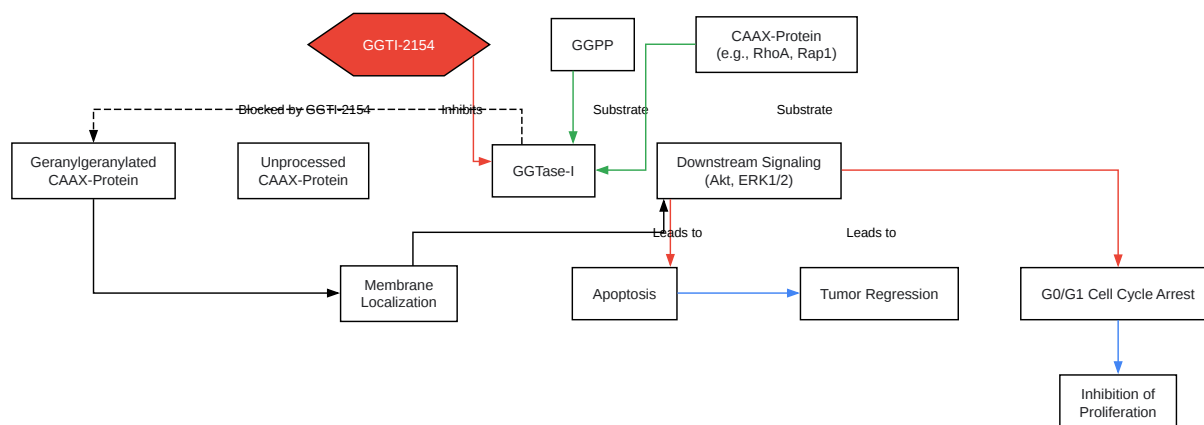 GGTI-2154
GGPP
CAAX-Protein
(e.g., RhoA, Rap1)
Blocked by GGTI-2154
Inhibits
Substrate
Substrate
Geranylgeranylated
CAAX-Protein
Unprocessed
CAAX-Protein
GGTase-I
Downstream Signaling
(Akt, ERK1/2)
Leads to
Leads to
Membrane
Localization
Apoptosis
Tumor Regression
G0/G1 Cell Cycle Arrest
Inhibition of
Proliferation